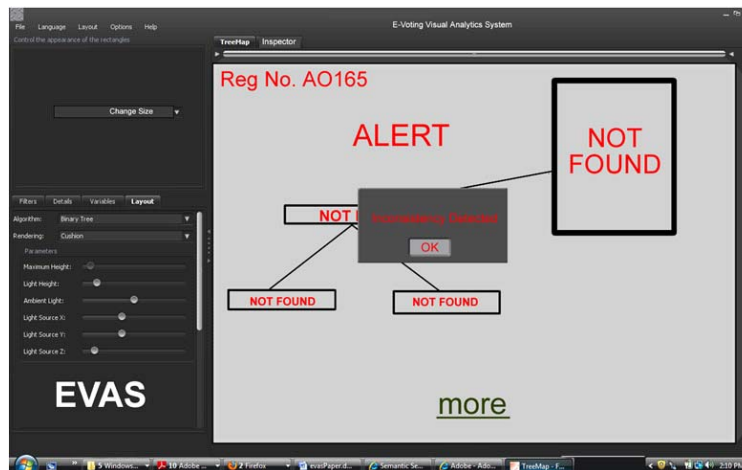 E-Voting Visual Analytics System
File Language Layout Options Help
Control the appearance of the rectangles
TreeMap Inspector
Reg No. AO165
ALERT
NOT
FOUND
Change Size
Filters Details Variables Layout
Algorithm: Binary Tree
Rendering: Cushion
Parameters
Maximum Height:
Light Height:
Ambient Light:
Light Source X:
Light Source Y:
Light Source Z:
EVAS
NOT
Inconsistency Detected
OK
NOT FOUND
NOT FOUND
more
5 Windows... 10 Adobe ... 2 Firefox evasPaper.d... Semantic Se... Adobe - Ado... TreeMap - F... 2:10 PM